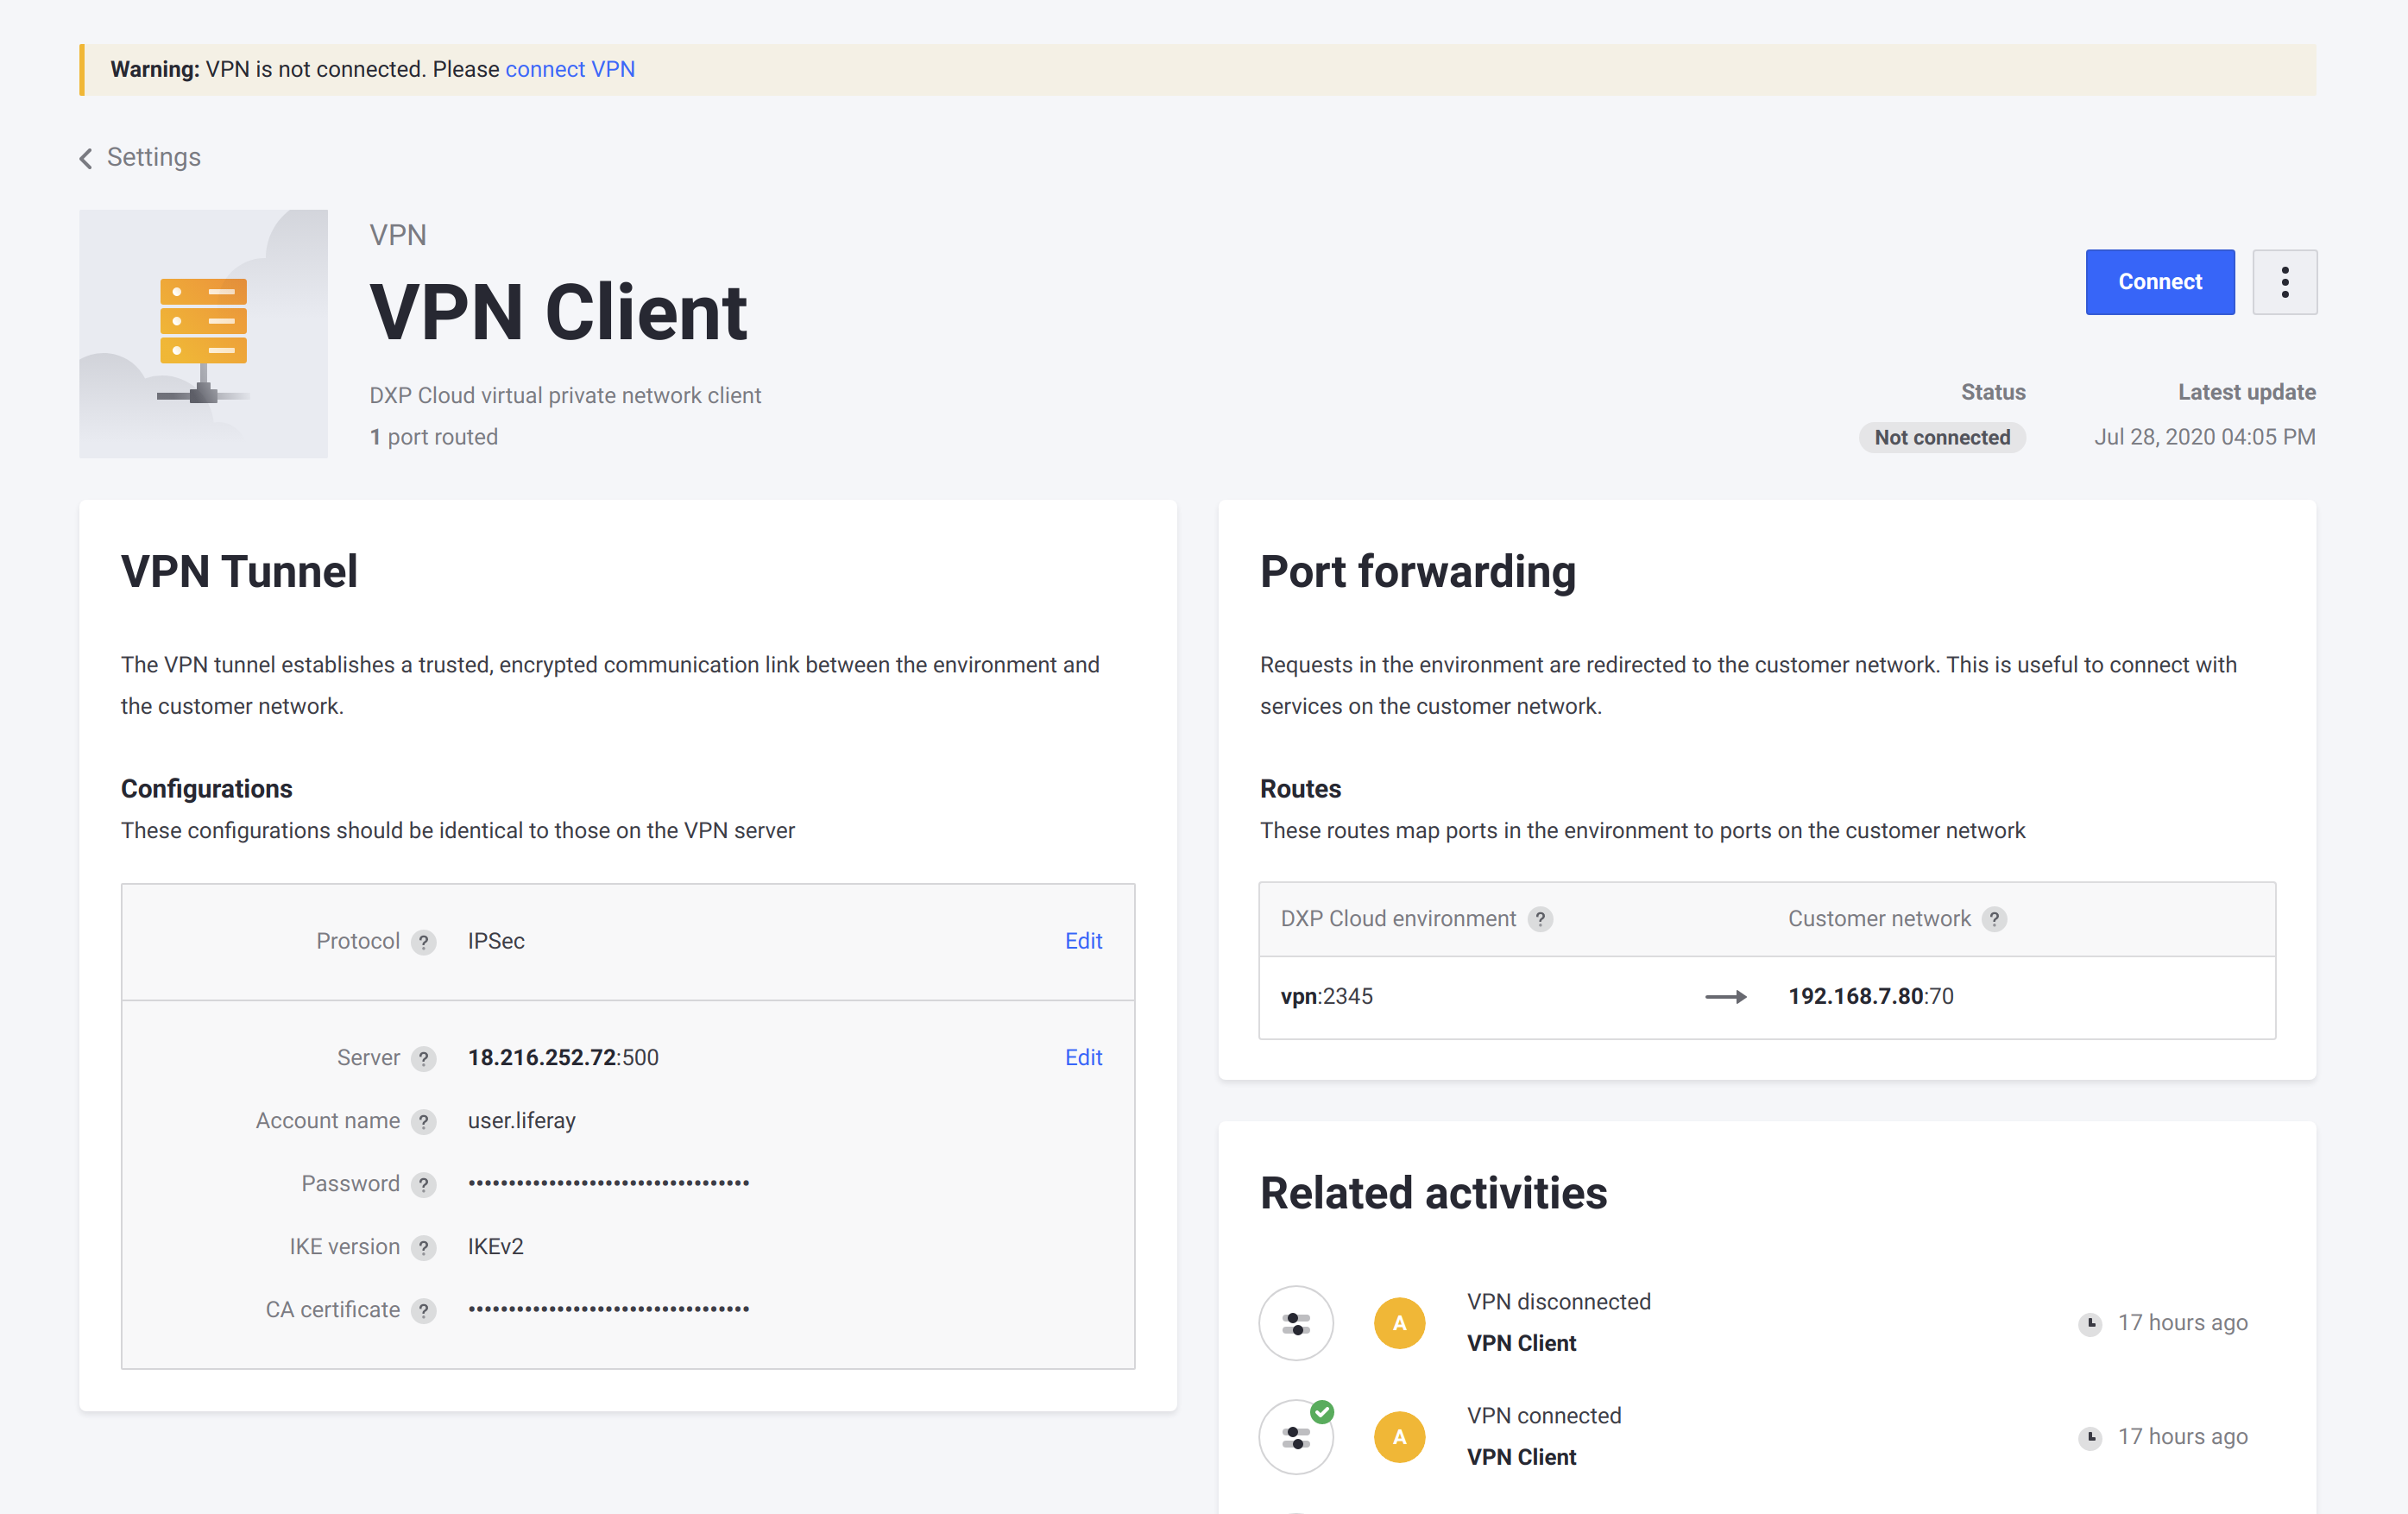 Warning: VPN is not connected. Please connect VPN
Settings
VPN
VPN Client
DXP Cloud virtual private network client
1 port routed
Connect
Status
Not connected
Latest update
Jul 28, 2020 04:05 PM
VPN Tunnel
The VPN tunnel establishes a trusted, encrypted communication link between the environment and
the customer network.
Configurations
These configurations should be identical to those on the VPN server
Protocol ? IPSec Edit
Server ? 18.216.252.72:500 Edit
Account name ? user.liferay
Password ? •••••••••••••••••••••••••••••••••••
IKE version ? IKEv2
CA certificate ? •••••••••••••••••••••••••••••••••••
Port forwarding
Requests in the environment are redirected to the customer network. This is useful to connect with
services on the customer network.
Routes
These routes map ports in the environment to ports on the customer network
DXP Cloud environment ? Customer network ?
vpn:2345 → 192.168.7.80:70
Related activities
A
VPN disconnected
VPN Client
17 hours ago
A
VPN connected
VPN Client
17 hours ago